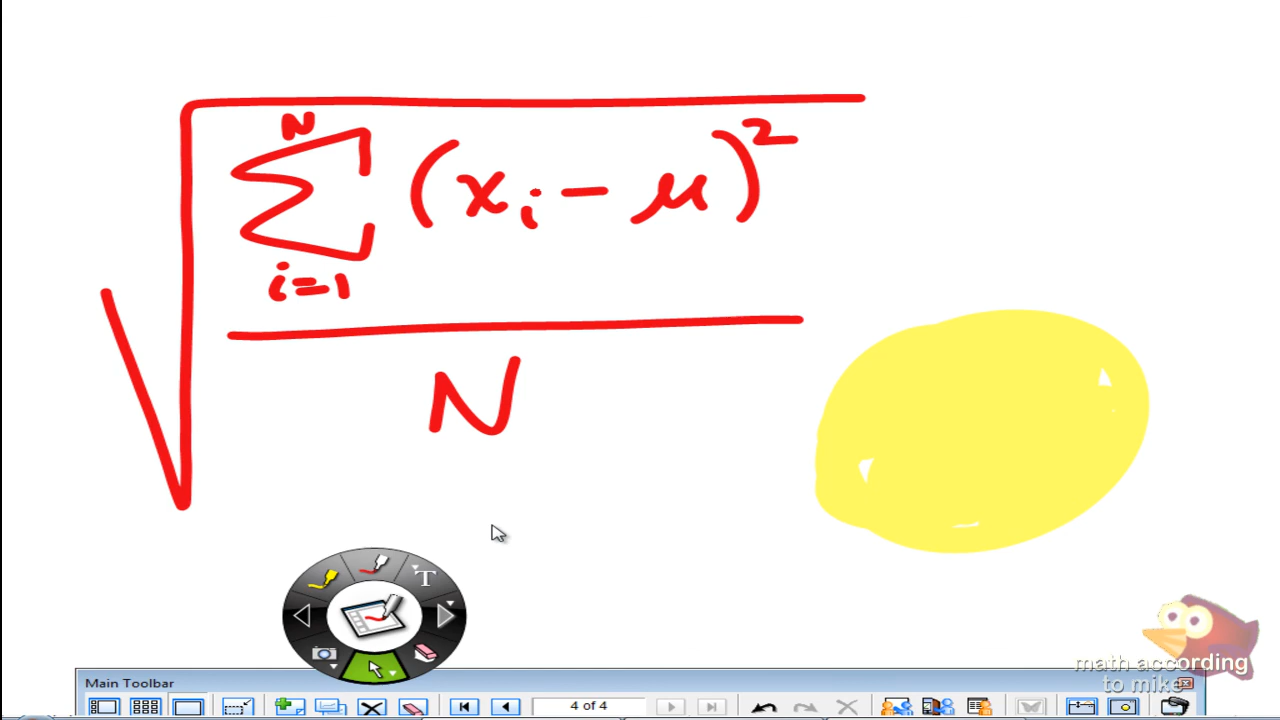 √(∑_{i=1}^{N} (x_i − μ)^2 / N)
T
math according
to mike
Main Toolbar
4 of 4